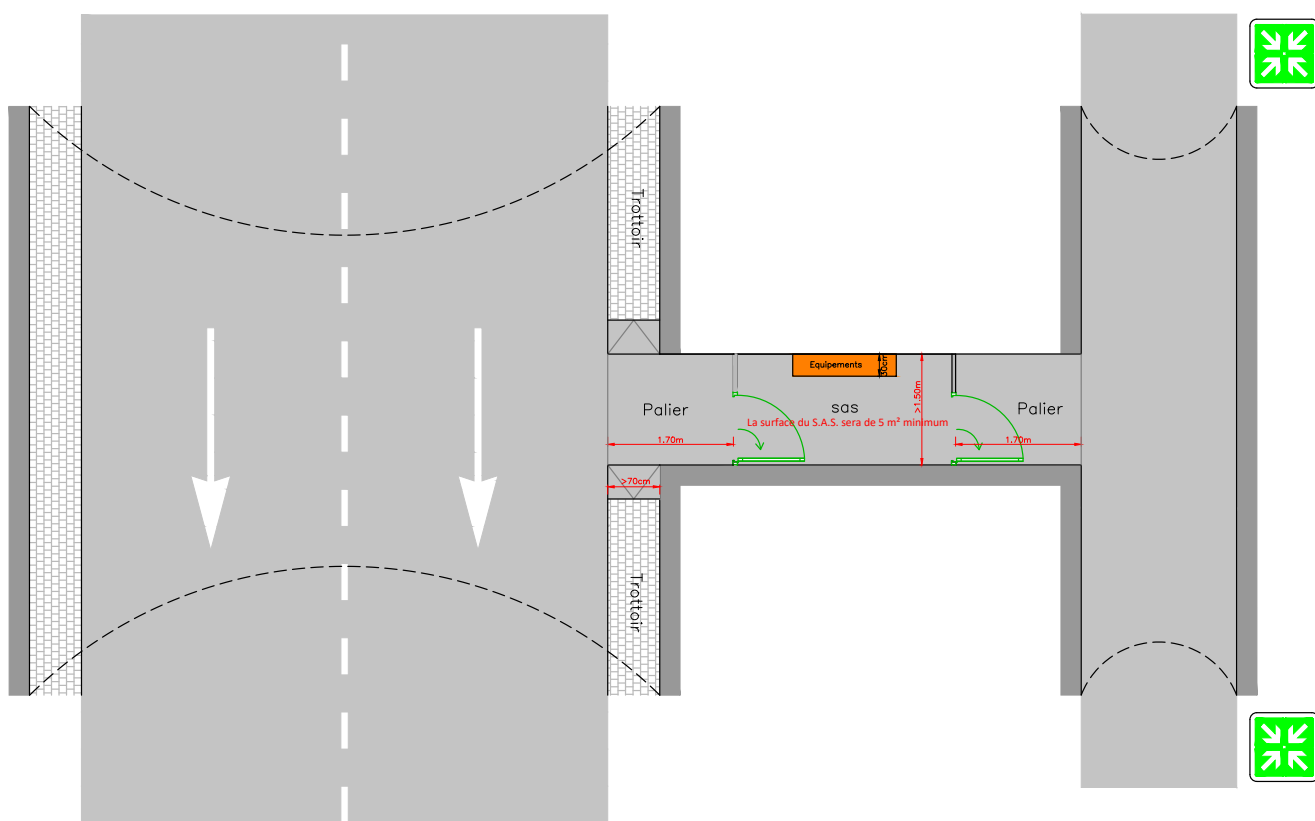 Trottoir
Equipements
30cm
>1.50m
Palier
sas
Palier
La surface du S.A.S. sera de 5 m² minimum
1.70m
1.70m
>70cm
Trottoir